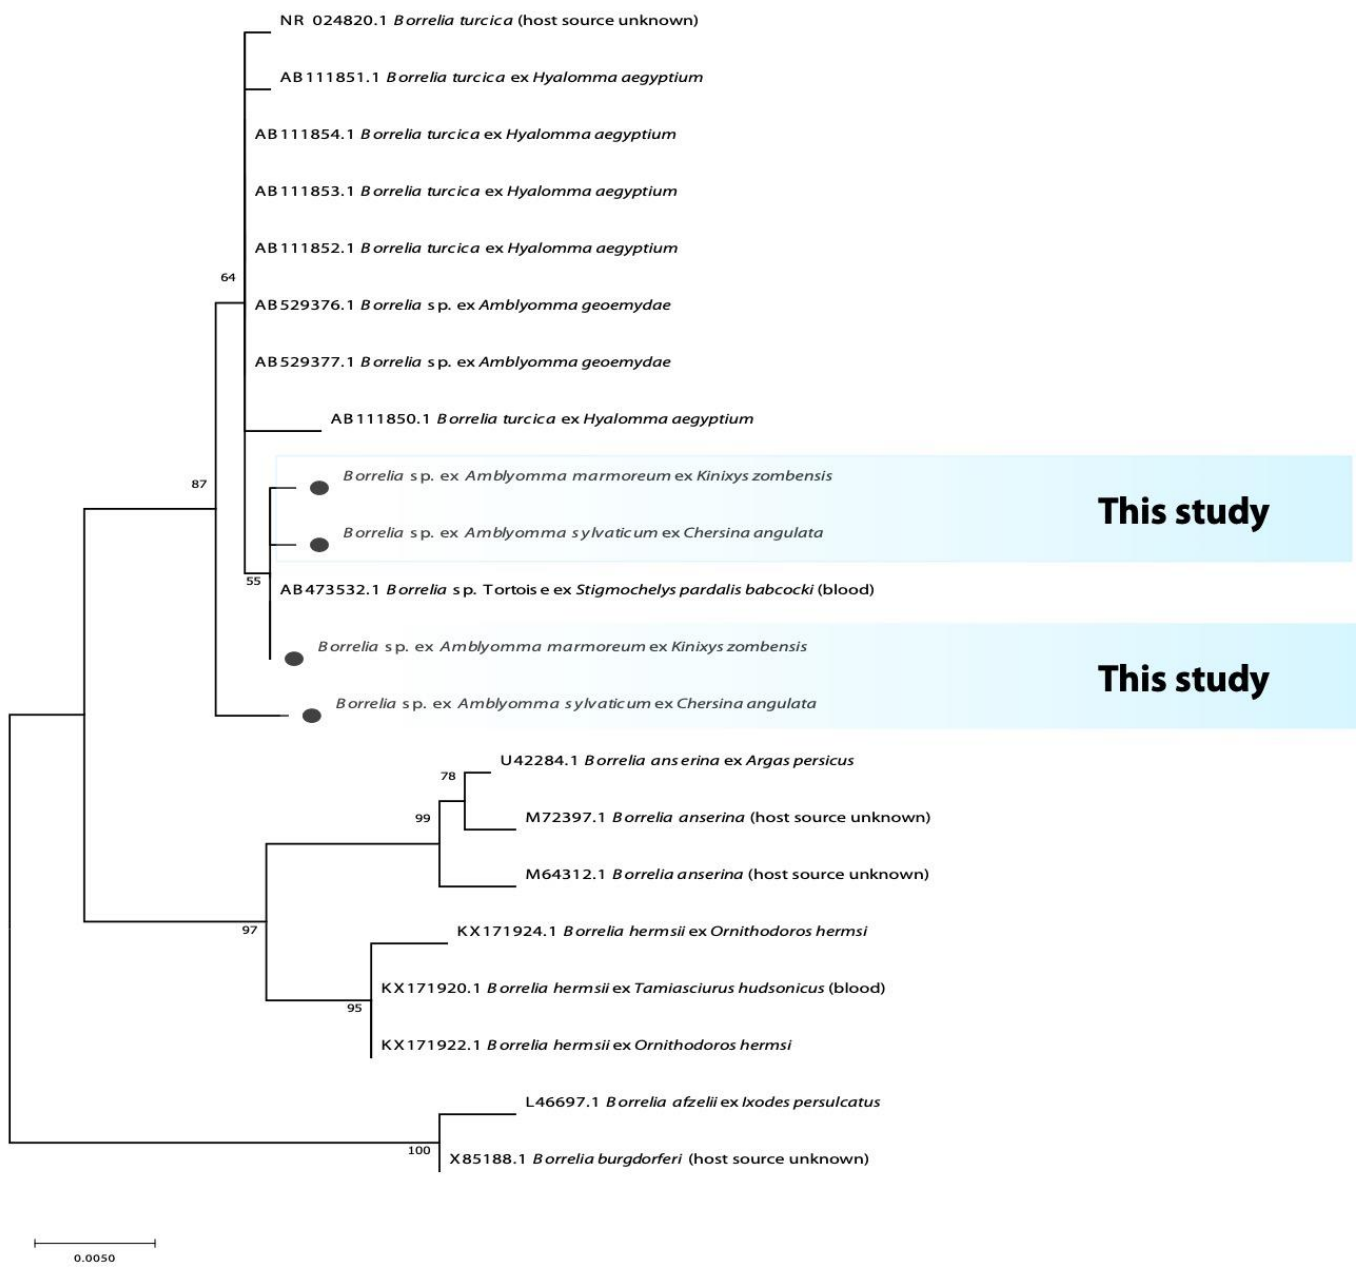 NR 024820.1 Borrelia turcica (host source unknown)
AB111851.1 Borrelia turcica ex Hyalomma aegyptium
AB111854.1 Borrelia turcica ex Hyalomma aegyptium
AB111853.1 Borrelia turcica ex Hyalomma aegyptium
AB111852.1 Borrelia turcica ex Hyalomma aegyptium
64
AB529376.1 Borrelia sp. ex Amblyomma geoemydae
AB529377.1 Borrelia sp. ex Amblyomma geoemydae
AB111850.1 Borrelia turcica ex Hyalomma aegyptium
87
Borrelia sp. ex Amblyomma marmoreum ex Kinixys zombensis
This study
Borrelia sp. ex Amblyomma sylvaticum ex Chersina angulata
55
AB473532.1 Borrelia sp. Tortoise ex Stigmochelys pardalis babcocki (blood)
Borrelia sp. ex Amblyomma marmoreum ex Kinixys zombensis
This study
Borrelia sp. ex Amblyomma sylvaticum ex Chersina angulata
U42284.1 Borrelia anserina ex Argas persicus
78
99
M72397.1 Borrelia anserina (host source unknown)
M64312.1 Borrelia anserina (host source unknown)
97
KX171924.1 Borrelia hermsii ex Ornithodoros hermsi
KX171920.1 Borrelia hermsii ex Tamiasciurus hudsonicus (blood)
95
KX171922.1 Borrelia hermsii ex Ornithodoros hermsi
L46697.1 Borrelia afzelii ex Ixodes persulcatus
100
X85188.1 Borrelia burgdorferi (host source unknown)
0.0050